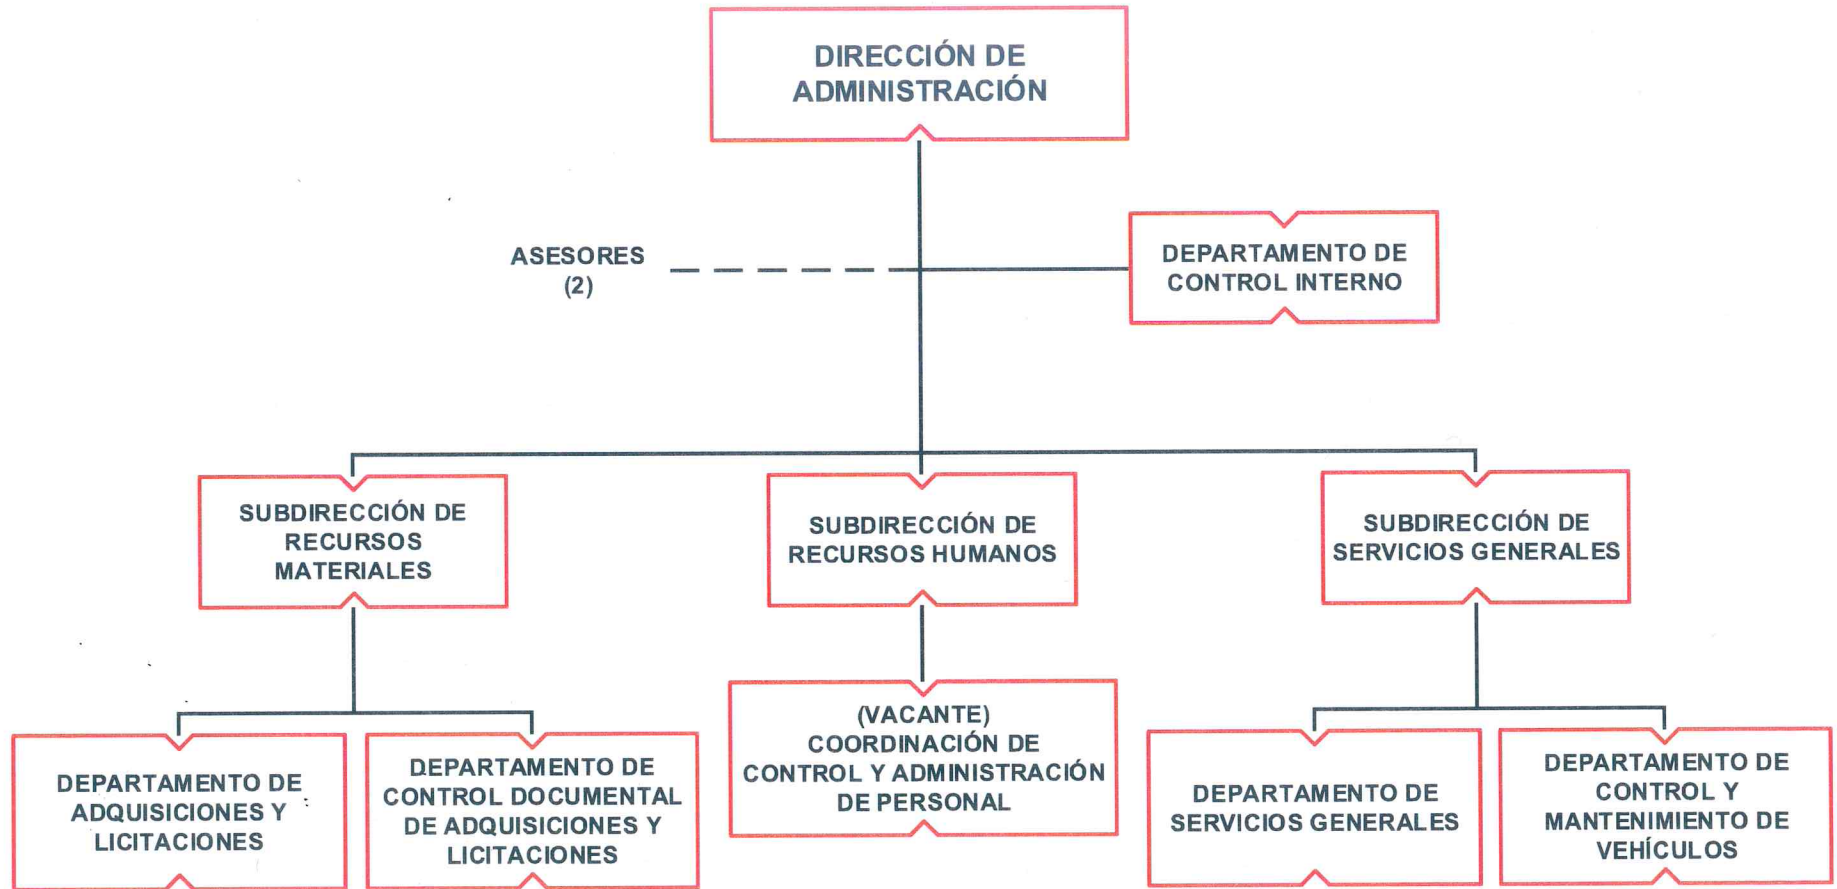 DIRECCIÓN DE
ADMINISTRACIÓN
ASESORES
(2)
DEPARTAMENTO DE
CONTROL INTERNO
SUBDIRECCIÓN DE
RECURSOS
MATERIALES
SUBDIRECCIÓN DE
RECURSOS HUMANOS
SUBDIRECCIÓN DE
SERVICIOS GENERALES
DEPARTAMENTO DE
ADQUISICIONES Y
LICITACIONES
DEPARTAMENTO DE
CONTROL DOCUMENTAL
DE ADQUISICIONES Y
LICITACIONES
(VACANTE)
COORDINACIÓN DE
CONTROL Y ADMINISTRACIÓN
DE PERSONAL
DEPARTAMENTO DE
SERVICIOS GENERALES
DEPARTAMENTO DE
CONTROL Y
MANTENIMIENTO DE
VEHÍCULOS